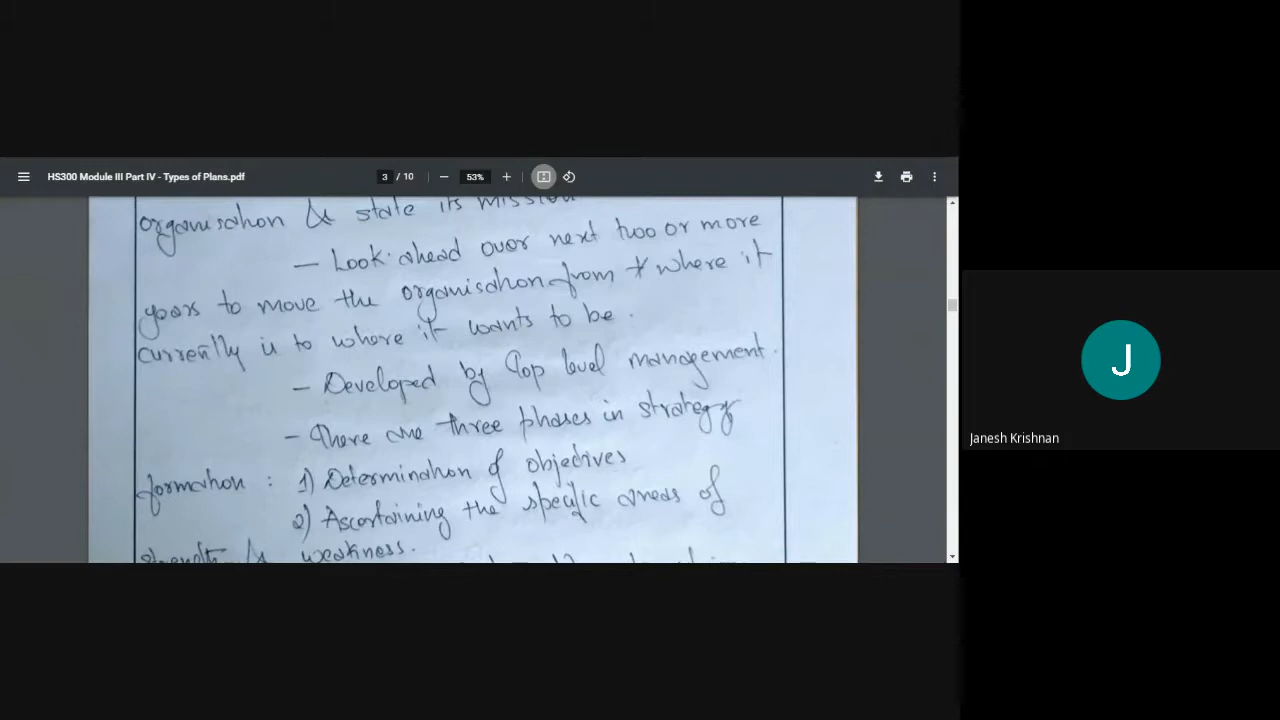 HS300 Module III Part IV - Types of Plans.pdf
3 / 10
53%
organisation & state its mission
— Look ahead over next two or more
years to move the organisation from where it
currently is to where it wants to be.
— Developed by Top level management.
- There are three phases in strategy
formation : 1) Determination of objectives
2) Ascertaining the specific areas of
strength & weakness.
J
Janesh Krishnan